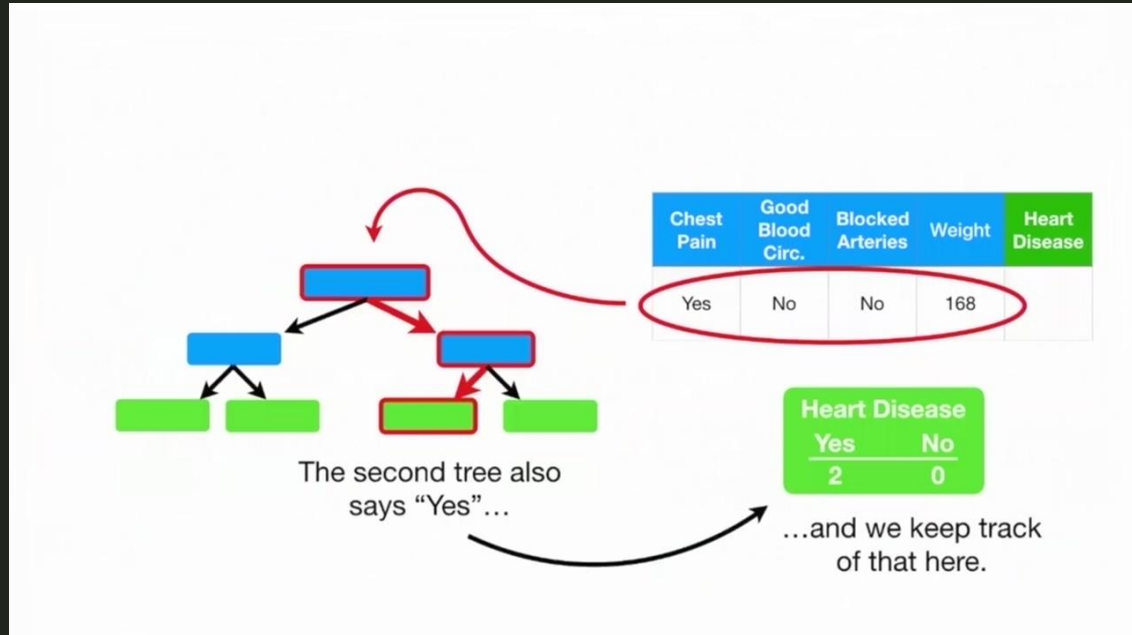 Chest
Pain
Good
Blood
Circ.
Blocked
Arteries
Weight
Heart
Disease
Yes
No
No
168
Heart Disease
Yes No
2 0
The second tree also
says “Yes”…
…and we keep track
of that here.